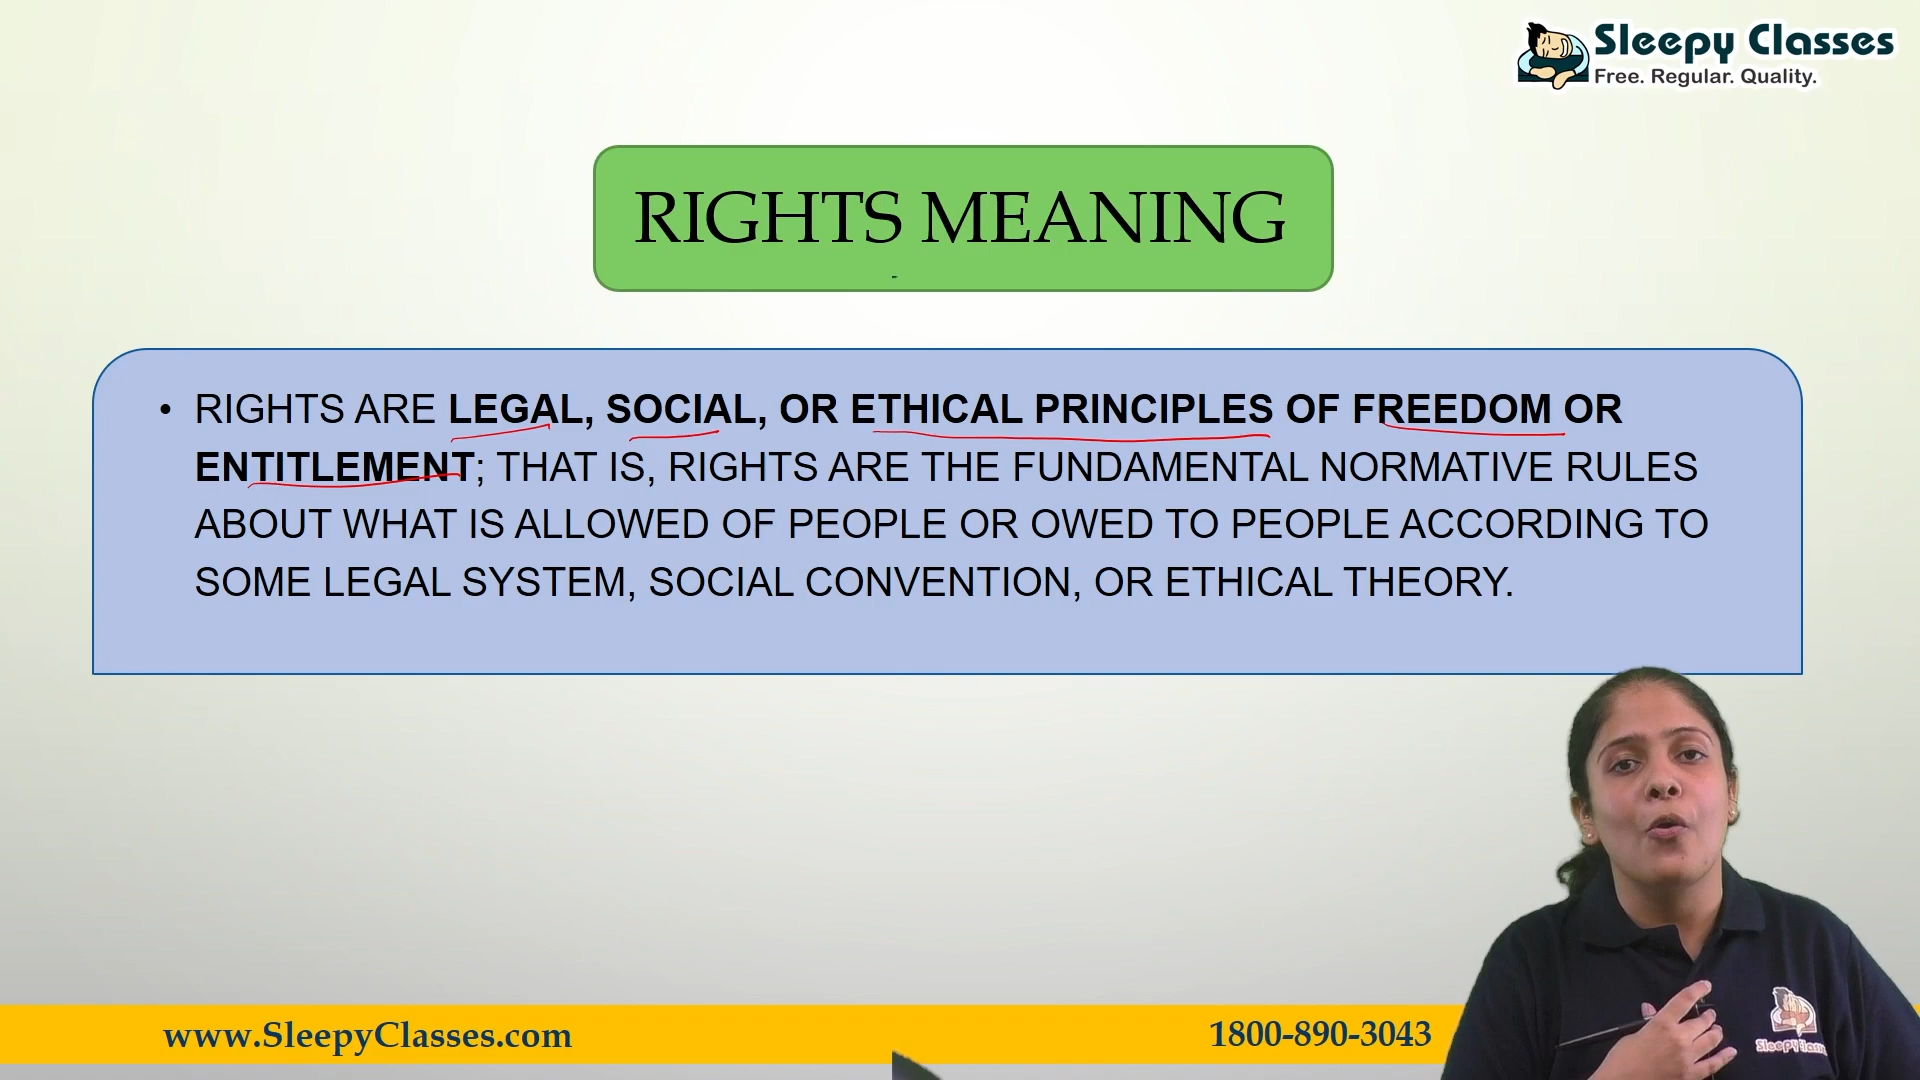 Sleepy Classes
Free. Regular. Quality.
RIGHTS MEANING
• RIGHTS ARE LEGAL, SOCIAL, OR ETHICAL PRINCIPLES OF FREEDOM OR
ENTITLEMENT; THAT IS, RIGHTS ARE THE FUNDAMENTAL NORMATIVE RULES
ABOUT WHAT IS ALLOWED OF PEOPLE OR OWED TO PEOPLE ACCORDING TO
SOME LEGAL SYSTEM, SOCIAL CONVENTION, OR ETHICAL THEORY.
www.SleepyClasses.com
1800-890-3043